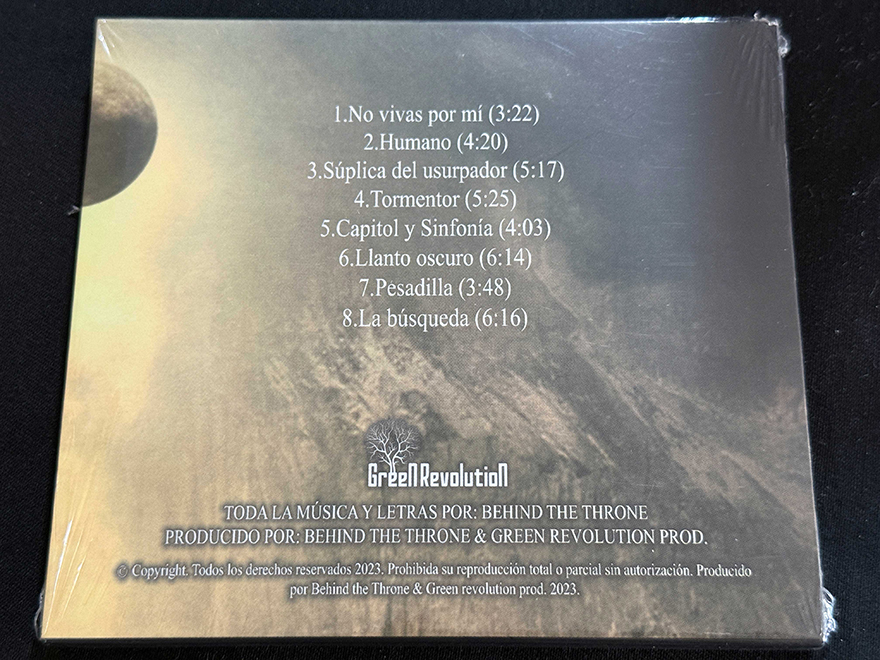 1.No vivas por mí (3:22)
2.Humano (4:20)
3.Súplica del usurpador (5:17)
4.Tormentor (5:25)
5.Capitol y Sinfonía (4:03)
6.Llanto oscuro (6:14)
7.Pesadilla (3:48)
8.La búsqueda (6:16)
GreeN RevolutioN
TODA LA MÚSICA Y LETRAS POR: BEHIND THE THRONE
PRODUCIDO POR: BEHIND THE THRONE & GREEN REVOLUTION PROD.
© Copyright. Todos los derechos reservados 2023. Prohibida su reproducción total o parcial sin autorización. Producido
por Behind the Throne & Green revolution prod. 2023.